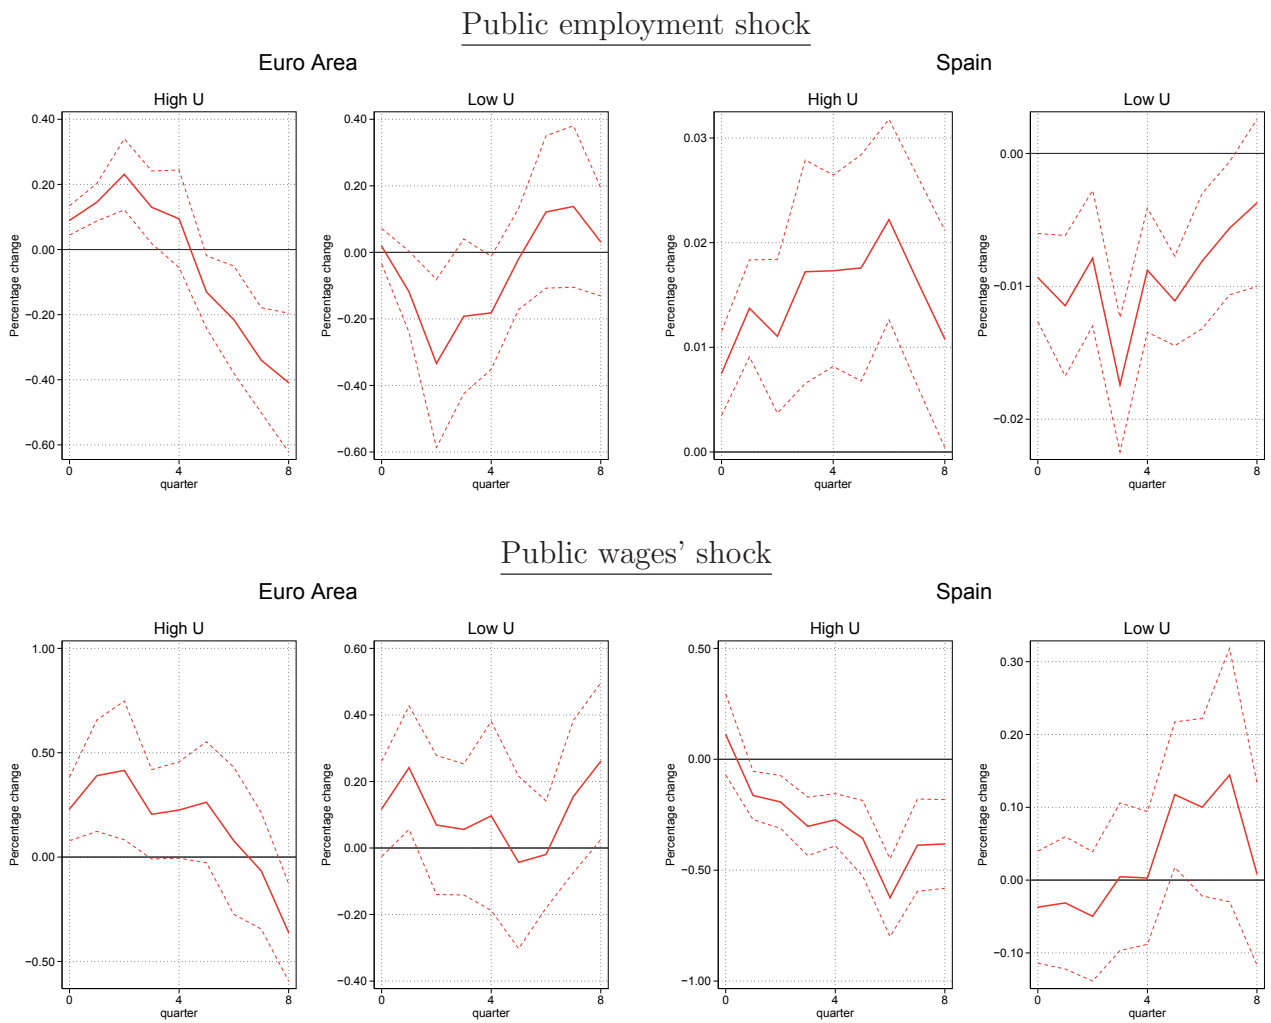 Public employment shock
Euro Area
Spain
High U
Low U
High U
Low U
Percentage change
0.40
0.20
0.00
−0.20
−0.40
−0.60
0 4 8
quarter
Percentage change
0.40
0.20
0.00
−0.20
−0.40
−0.60
0 4 8
quarter
Percentage change
0.03
0.02
0.01
0.00
0 4 8
quarter
Percentage change
0.00
−0.01
−0.02
0 4 8
quarter
Public wages' shock
Euro Area
Spain
High U
Low U
High U
Low U
Percentage change
1.00
0.50
0.00
−0.50
0 4 8
quarter
Percentage change
0.60
0.40
0.20
0.00
−0.20
−0.40
0 4 8
quarter
Percentage change
0.50
0.00
−0.50
−1.00
0 4 8
quarter
Percentage change
0.30
0.20
0.10
0.00
−0.10
0 4 8
quarter